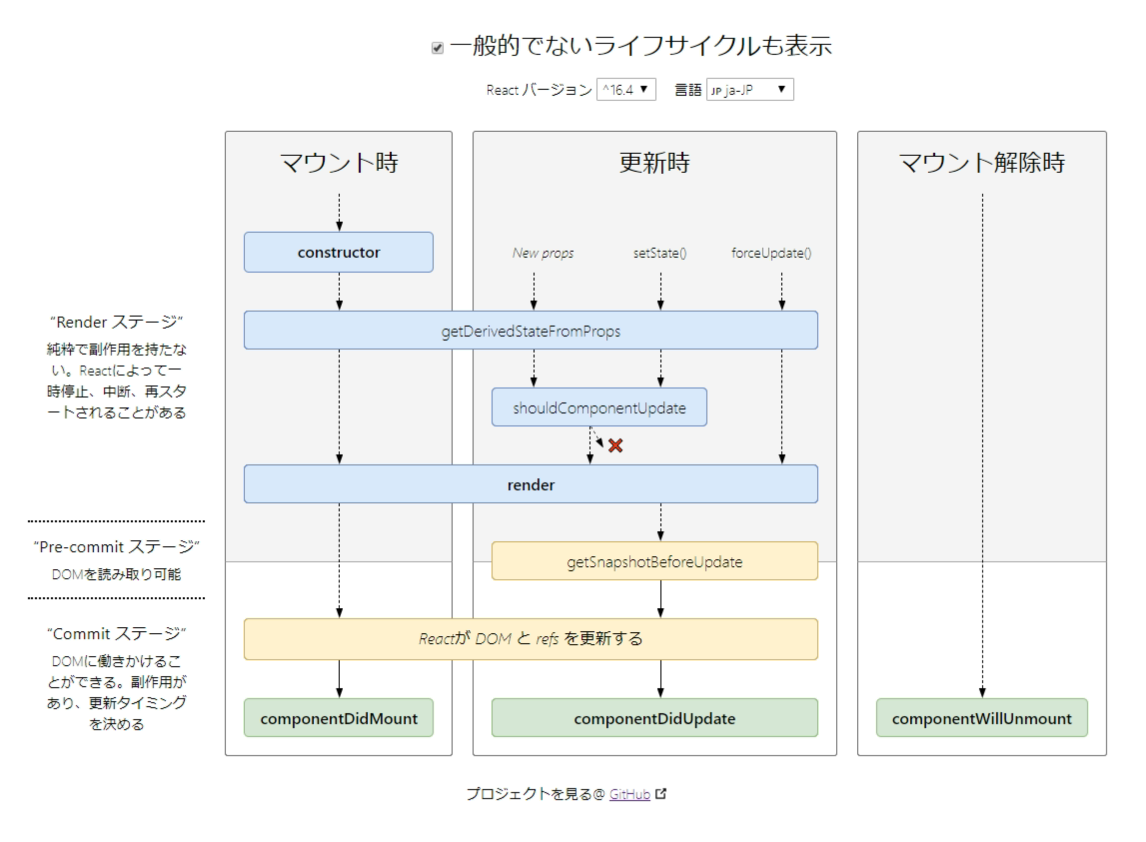 一般的でないライフサイクルも表示
React バージョン ^16.4 ▼ 言語 JP ja-JP ▼
マウント時
更新時
マウント解除時
constructor
New props
setState()
forceUpdate()
"Render ステージ"
純粋で副作用を持たな
い。Reactによって一
時停止、中断、再スタ
ートされることがある
getDerivedStateFromProps
shouldComponentUpdate
render
"Pre-commit ステージ"
DOMを読み取り可能
getSnapshotBeforeUpdate
"Commit ステージ"
DOMに働きかけるこ
とができる。副作用が
あり、更新タイミング
を決める
Reactが DOM と refs を更新する
componentDidMount
componentDidUpdate
componentWillUnmount
プロジェクトを見る@ GitHub